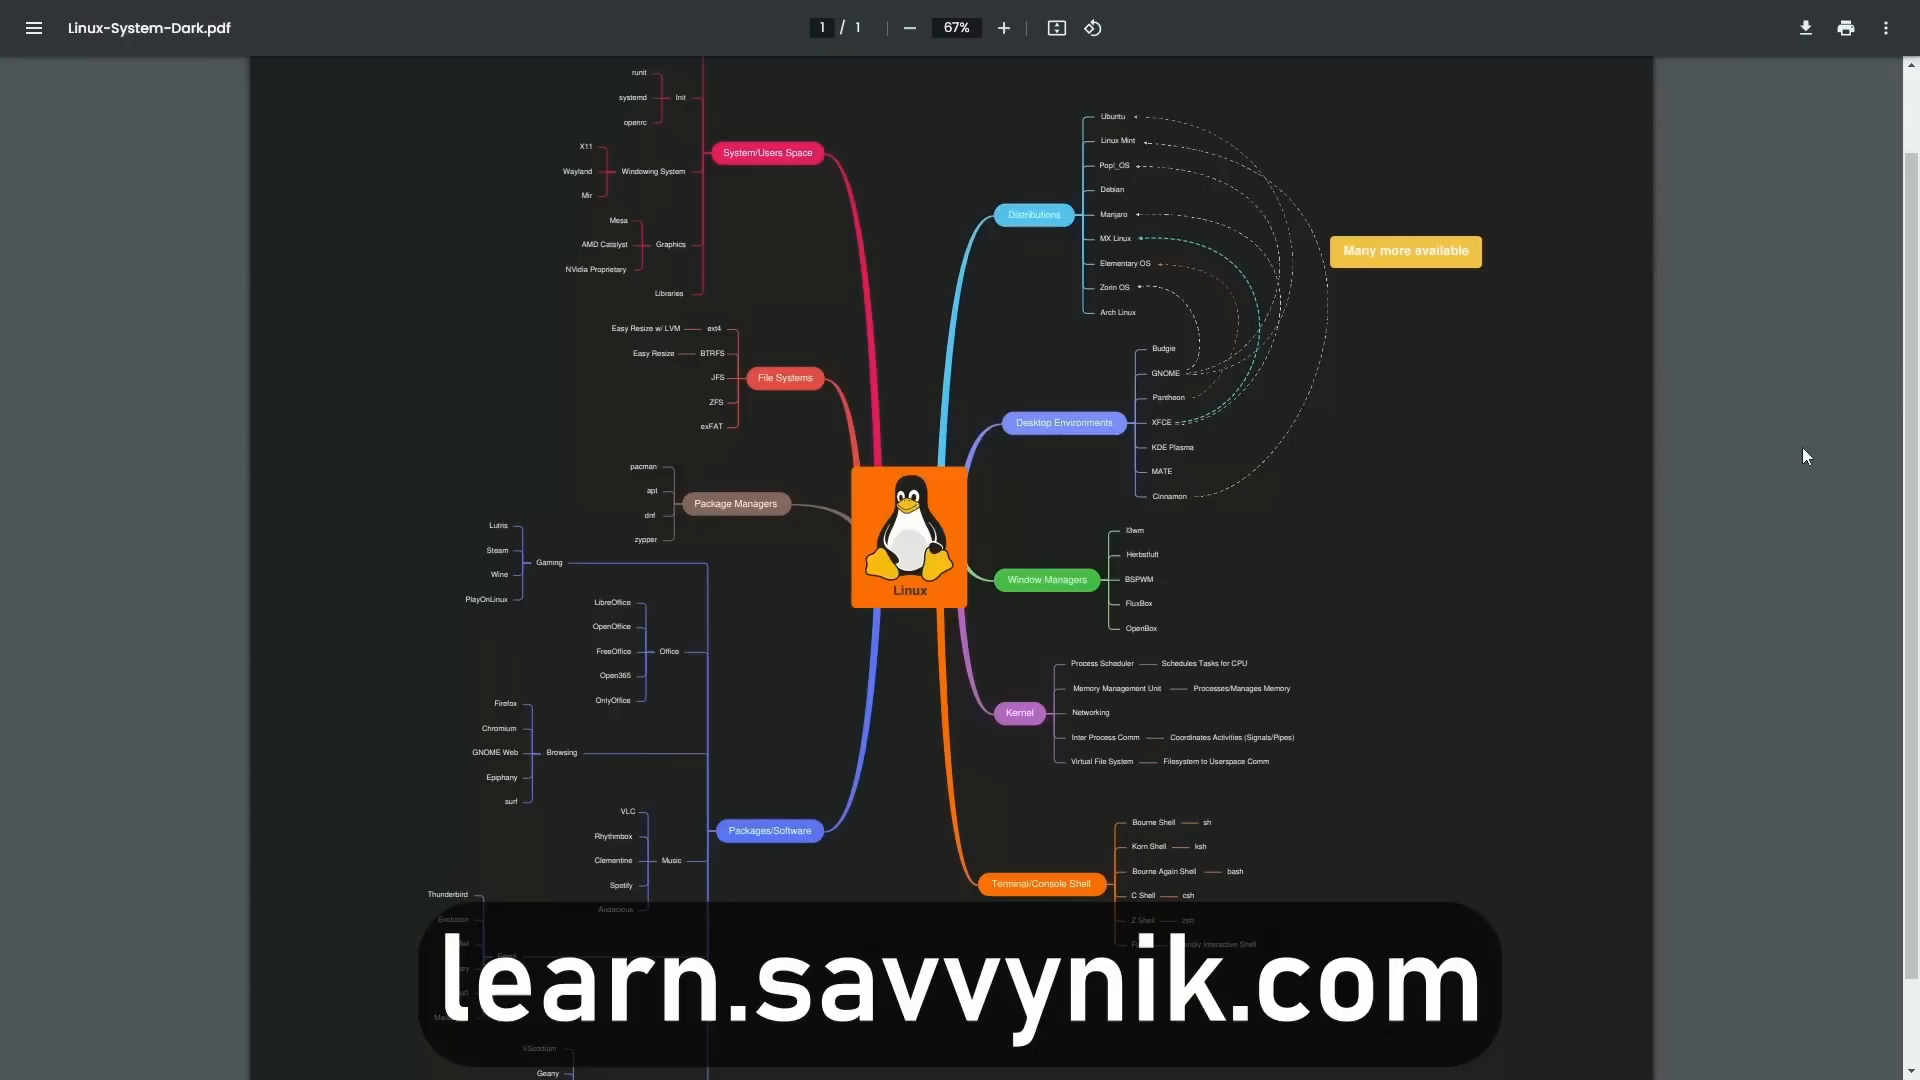 Linux-System-Dark.pdf
1 / 1
67%
runit
systemd
Init
openrc
System/Users Space
X11
Wayland
Windowing System
Mir
Mesa
AMD Catalyst
Graphics
NVidia Proprietary
Libraries
Easy Resize w/ LVM
ext4
Easy Resize
BTRFS
JFS
File Systems
ZFS
exFAT
pacman
apt
Package Managers
dnf
zypper
Lutris
Steam
Gaming
Wine
PlayOnLinux
LibreOffice
OpenOffice
FreeOffice
Office
Open365
OnlyOffice
Firefox
Chromium
GNOME Web
Browsing
Epiphany
surf
VLC
Rhythmbox
Packages/Software
Clementine
Music
Spotify
Audacious
Thunderbird
Evolution
Email
VScodium
Geany
Linux
Ubuntu
Linux Mint
Pop!_OS
Debian
Distributions
Manjaro
MX Linux
Elementary OS
Zorin OS
Arch Linux
Many more available
Budgie
GNOME
Pantheon
Desktop Environments
XFCE
KDE Plasma
MATE
Cinnamon
I3wm
Herbstluft
Window Managers
BSPWM
FluxBox
OpenBox
Process Scheduler
Schedules Tasks for CPU
Memory Management Unit
Processes/Manages Memory
Kernel
Networking
Inter Process Comm
Coordinates Activities (Signals/Pipes)
Virtual File System
Filesystem to Userspace Comm
Bourne Shell
sh
Korn Shell
ksh
Bourne Again Shell
bash
Terminal/Console Shell
C Shell
csh
Z Shell
zsh
Interactive Shell
learn.savvynik.com